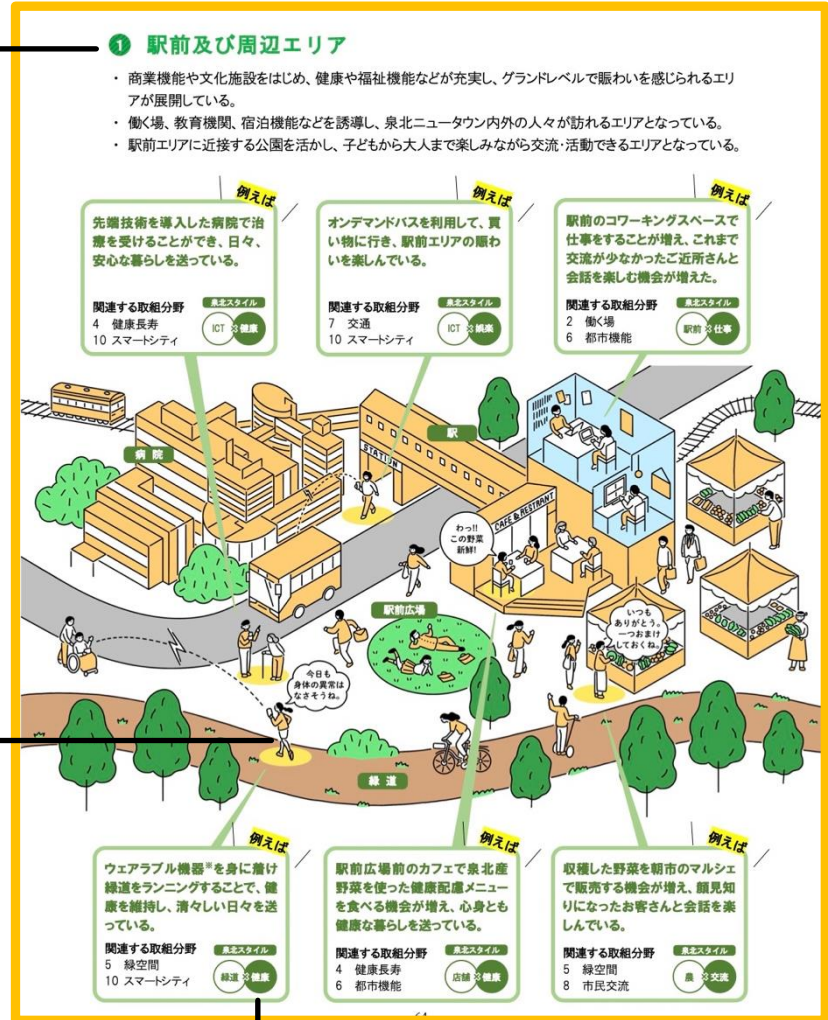 1 駅前及び周辺エリア
・ 商業機能や文化施設をはじめ、健康や福祉機能などが充実し、グランドレベルで賑わいを感じられるエリ
アが展開している。
・ 働く場、教育機関、宿泊機能などを誘導し、泉北ニュータウン内外の人々が訪れるエリアとなっている。
・ 駅前エリアに近接する公園を活かし、子どもから大人まで楽しみながら交流・活動できるエリアとなっている。
例えば
先端技術を導入した病院で治
療を受けることができ、日々、
安心な暮らしを送っている。
関連する取組分野
4 健康長寿
10 スマートシティ
泉北スタイル
ICT × 健康
例えば
オンデマンドバスを利用して、買
い物に行き、駅前エリアの賑わ
いを楽しんでいる。
関連する取組分野
7 交通
10 スマートシティ
泉北スタイル
ICT × 娯楽
例えば
駅前のコワーキングスペースで
仕事をすることが増え、これまで
交流が少なかったご近所さんと
会話を楽しむ機会が増えた。
関連する取組分野
2 働く場
6 都市機能
泉北スタイル
駅前 × 仕事
病院
駅
STATION
CAFE & RESTRANT
わっ!!
この野菜
新鮮!
駅前広場
いつも
ありがとう。
一つおまけ
しておくね。
今日も
身体の異常は
なさそうね。
緑道
例えば
ウェアラブル機器※を身に着け
緑道をランニングすることで、健
康を維持し、清々しい日々を送
っている。
関連する取組分野
5 緑空間
10 スマートシティ
泉北スタイル
緑道 × 健康
例えば
駅前広場前のカフェで泉北産
野菜を使った健康配慮メニュー
を食べる機会が増え、心身とも
健康な暮らしを送っている。
関連する取組分野
4 健康長寿
6 都市機能
泉北スタイル
店舗 × 健康
例えば
収穫した野菜を朝市のマルシェ
で販売する機会が増え、顔見知
りになったお客さんと会話を楽
しんでいる。
関連する取組分野
5 緑空間
8 市民交流
泉北スタイル
農 × 交流